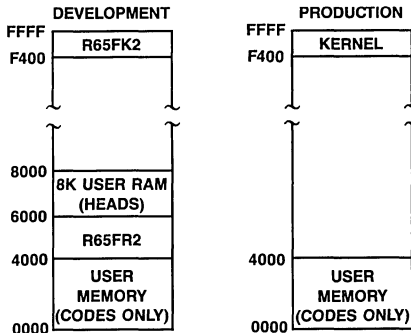 DEVELOPMENT
FFFF
R65FK2
F400
8000
8K USER RAM
(HEADS)
6000
R65FR2
4000
USER
MEMORY
(CODES ONLY)
0000
PRODUCTION
FFFF
KERNEL
F400
4000
USER
MEMORY
(CODES ONLY)
0000